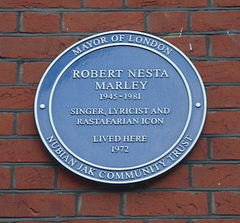 MAYOR OF LONDON
ROBERT NESTA
MARLEY
1945-1981
SINGER, LYRICIST AND
RASTAFARIAN ICON
LIVED HERE
1972
NUBIAN JAK COMMUNITY TRUST